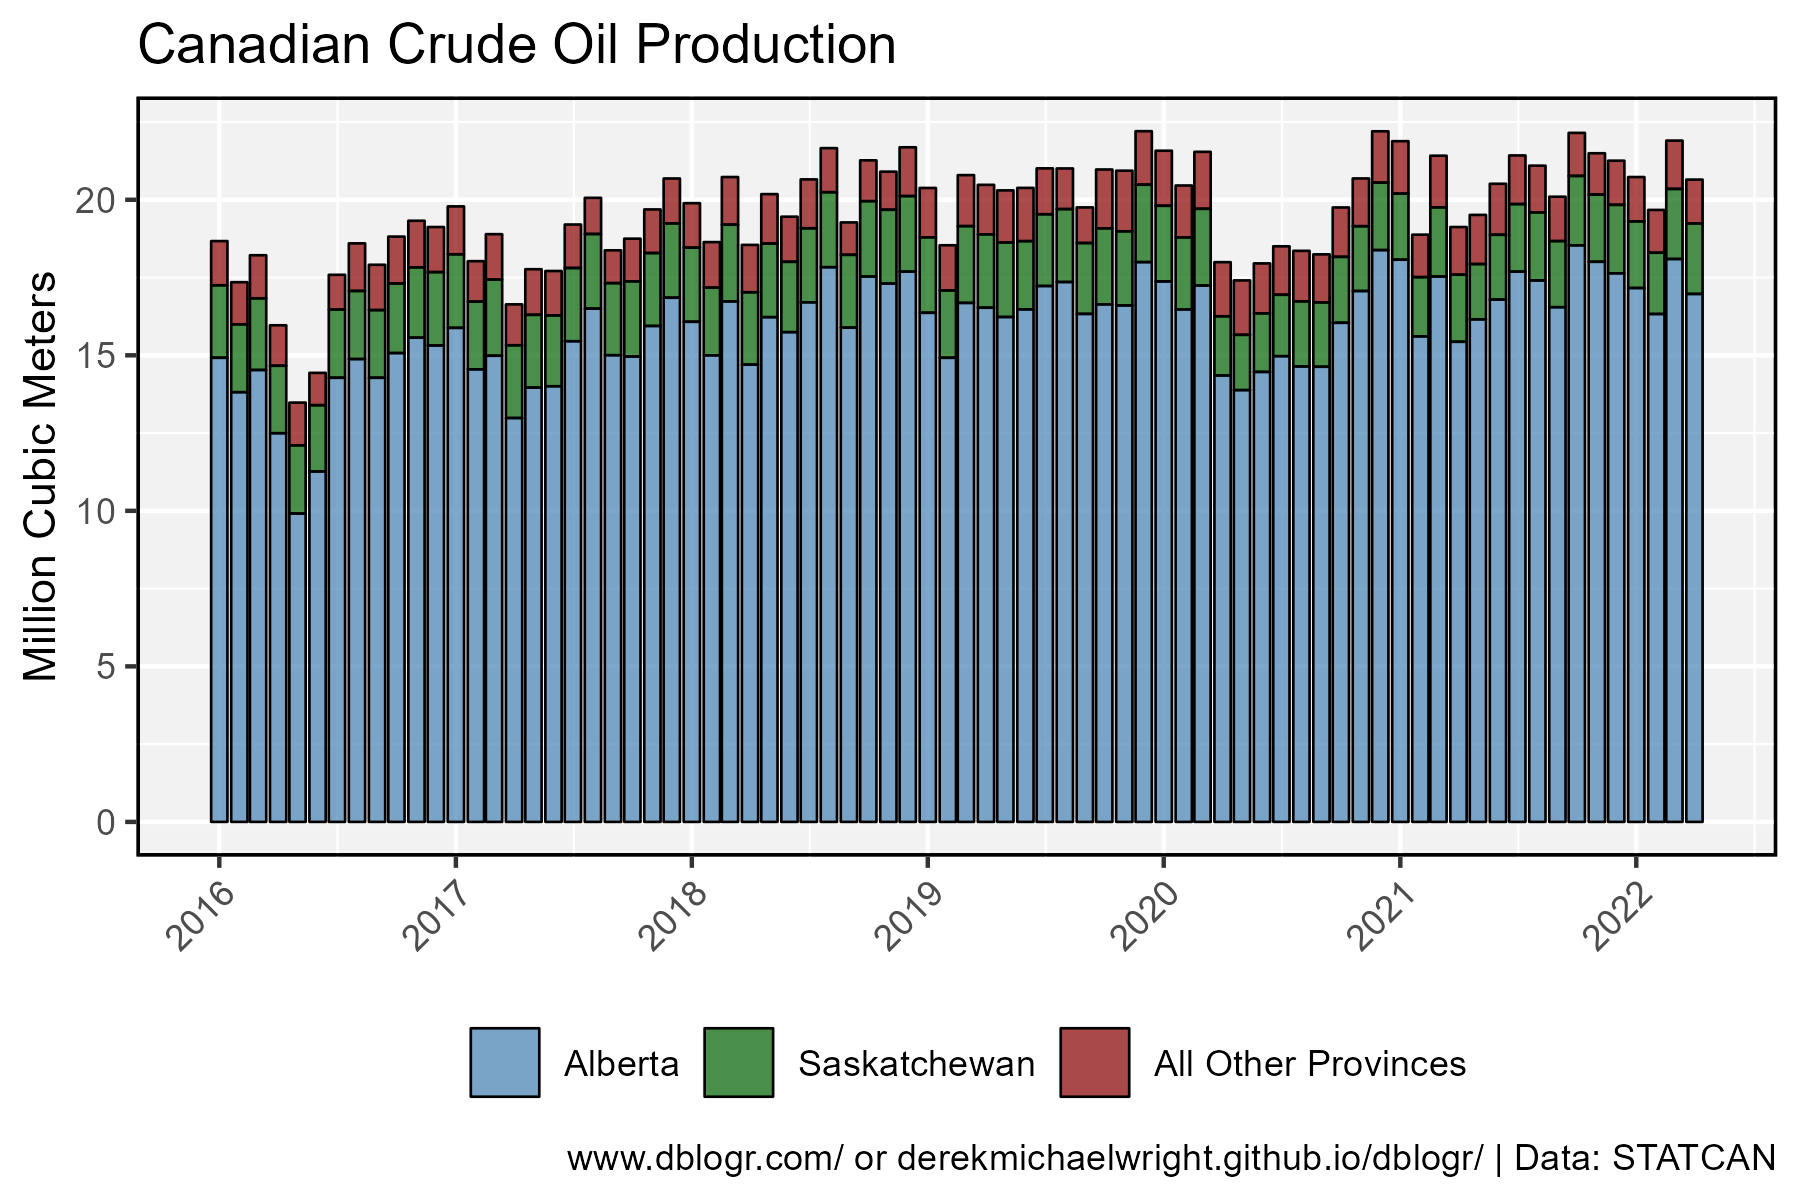 Canadian Crude Oil Production
Million Cubic Meters
20
15
10
5
0
2016
2017
2018
2019
2020
2021
2022
Alberta
Saskatchewan
All Other Provinces
www.dblogr.com/ or derekmichaelwright.github.io/dblogr/ | Data: STATCAN